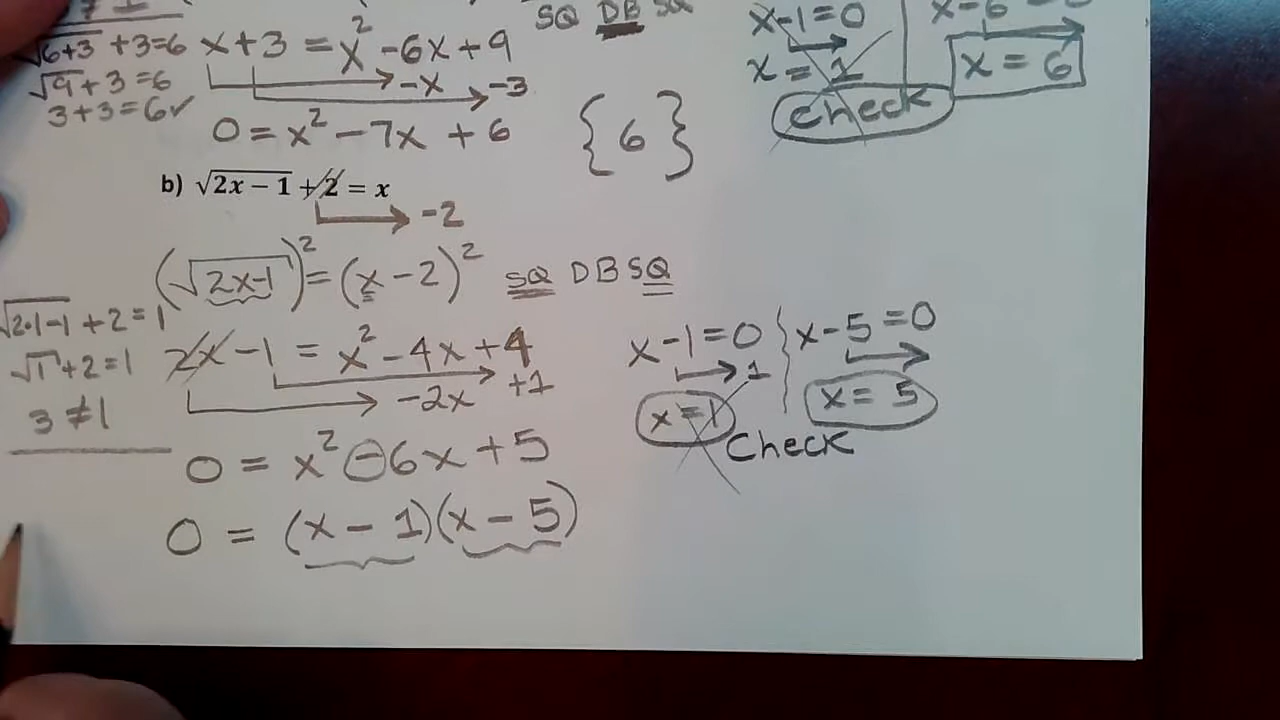 SQ DB SQ
√6+3 +3=6
√9 + 3 = 6
3 + 3 = 6 ✓
x + 3 = x² - 6x + 9
-x -3
0 = x² - 7x + 6
{ 6 }
x - 1 = 0
x = 1
check
x = 6
b) √2x − 1 + 2 = x
-2
(√2x-1)² = (x - 2)² SQ DB SQ
√2·1-1 + 2 = 1
√1 + 2 = 1
3 ≠ 1
2x - 1 = x² - 4x + 4
+1
-2x
0 = x² - 6x + 5
0 = (x - 1)(x - 5)
x - 1 = 0
1
x = 1
check
x - 5 = 0
x = 5